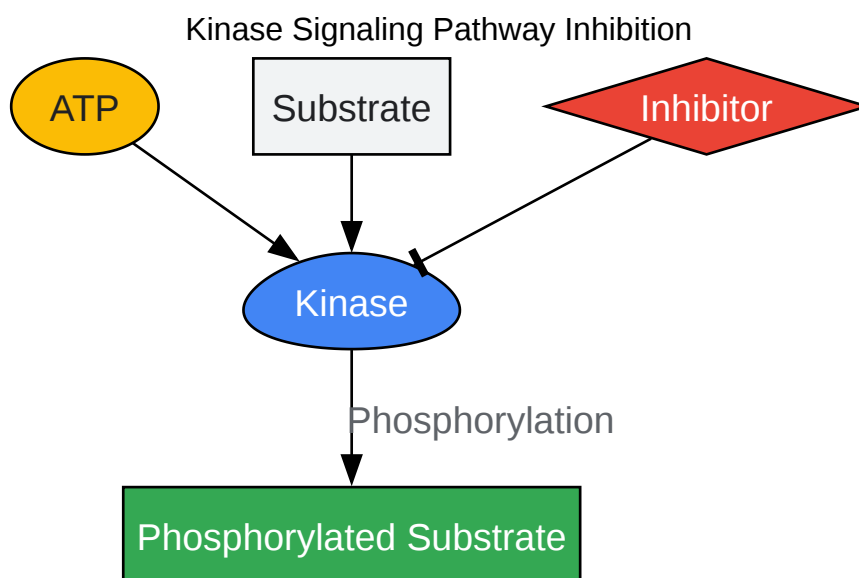 Kinase Signaling Pathway Inhibition
ATP
Substrate
Inhibitor
Kinase
Phosphorylation
Phosphorylated Substrate